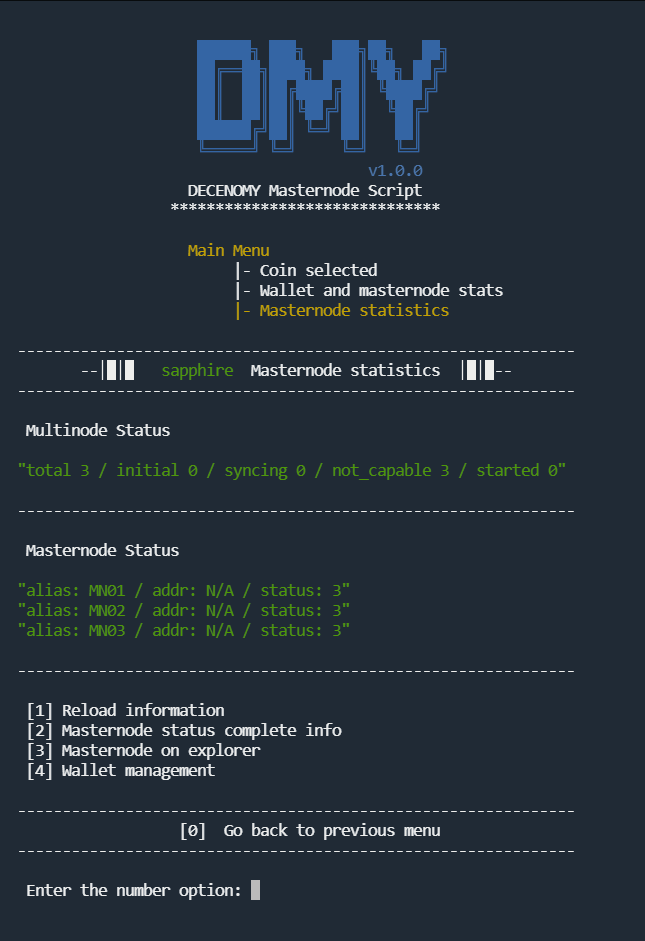 DMY
v1.0.0
DECENOMY Masternode Script
******************************
Main Menu
|- Coin selected
|- Wallet and masternode stats
|- Masternode statistics
--------------------------------------------------------------
--|█|█ sapphire Masternode statistics |█|█--
--------------------------------------------------------------
Multinode Status
"total 3 / initial 0 / syncing 0 / not_capable 3 / started 0"
--------------------------------------------------------------
Masternode Status
"alias: MN01 / addr: N/A / status: 3"
"alias: MN02 / addr: N/A / status: 3"
"alias: MN03 / addr: N/A / status: 3"
--------------------------------------------------------------
[1] Reload information
[2] Masternode status complete info
[3] Masternode on explorer
[4] Wallet management
--------------------------------------------------------------
[0] Go back to previous menu
--------------------------------------------------------------
Enter the number option: